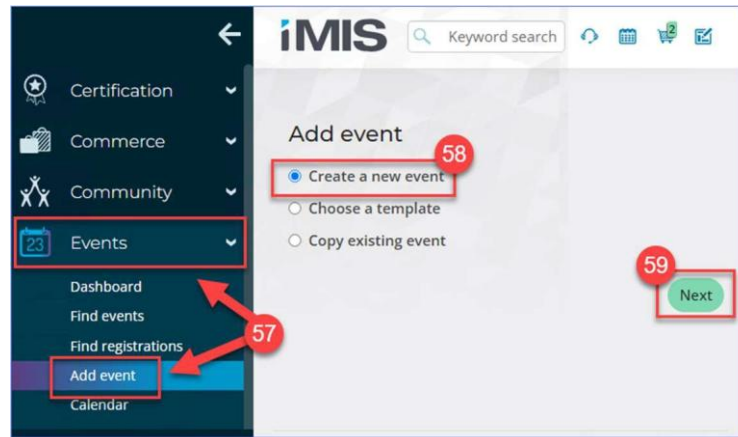 iMIS
Keyword search
2
Certification
Commerce
Community
23 Events
Dashboard
Find events
Find registrations
Add event
Calendar
Add event
58
Create a new event
Choose a template
Copy existing event
59
Next
57